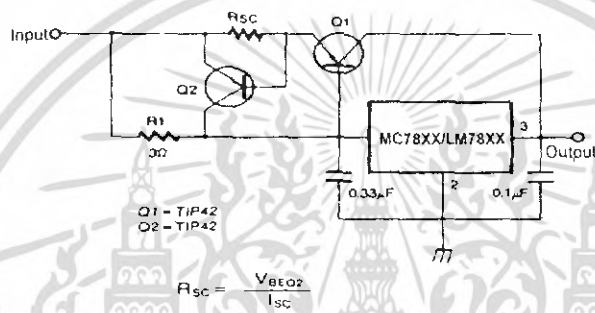 RSC
Q1
Input
Q2
R1
3Ω
MC78XX/LM78XX
3
Output
2
0.33µF
0.1µF
Q1 = TIP42
Q2 = TIP42
RSC = VBEQ2 / ISC